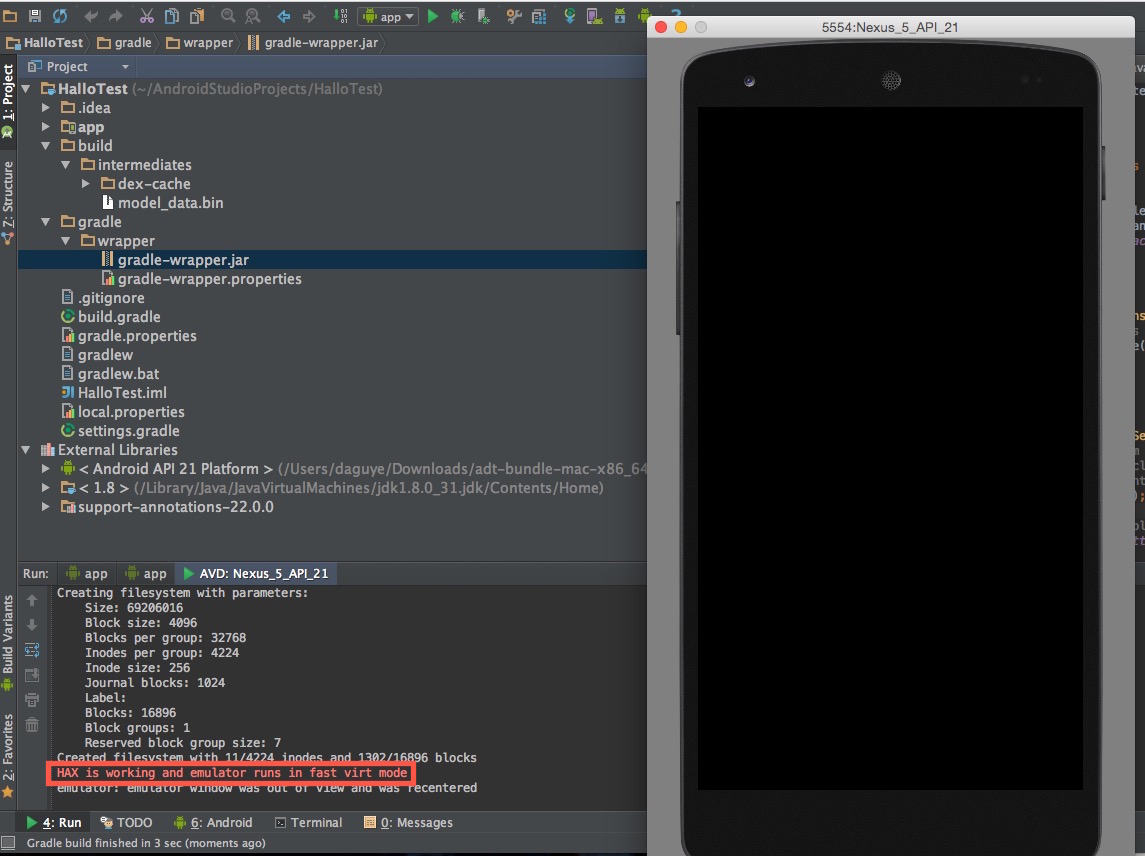 app
5554:Nexus_5_API_21
HalloTest
gradle
wrapper
gradle-wrapper.jar
Project
1: Project
Z: Structure
Build Variants
2: Favorites
HalloTest (~/AndroidStudioProjects/HalloTest)
.idea
app
build
intermediates
dex-cache
model_data.bin
gradle
wrapper
gradle-wrapper.jar
gradle-wrapper.properties
.gitignore
build.gradle
gradle.properties
gradlew
gradlew.bat
HalloTest.iml
local.properties
settings.gradle
External Libraries
< Android API 21 Platform > (/Users/daguye/Downloads/adt-bundle-mac-x86_64
< 1.8 > (/Library/Java/JavaVirtualMachines/jdk1.8.0_31.jdk/Contents/Home)
support-annotations-22.0.0
Run: app app AVD: Nexus_5_API_21
Creating filesystem with parameters:
Size: 69206016
Block size: 4096
Blocks per group: 32768
Inodes per group: 4224
Inode size: 256
Journal blocks: 1024
Label:
Blocks: 16896
Block groups: 1
Reserved block group size: 7
Created filesystem with 11/4224 inodes and 1302/16896 blocks
HAX is working and emulator runs in fast virt mode
emulator: emulator window was out of view and was recentered
4: Run TODO 6: Android Terminal 0: Messages
Gradle build finished in 3 sec (moments ago)